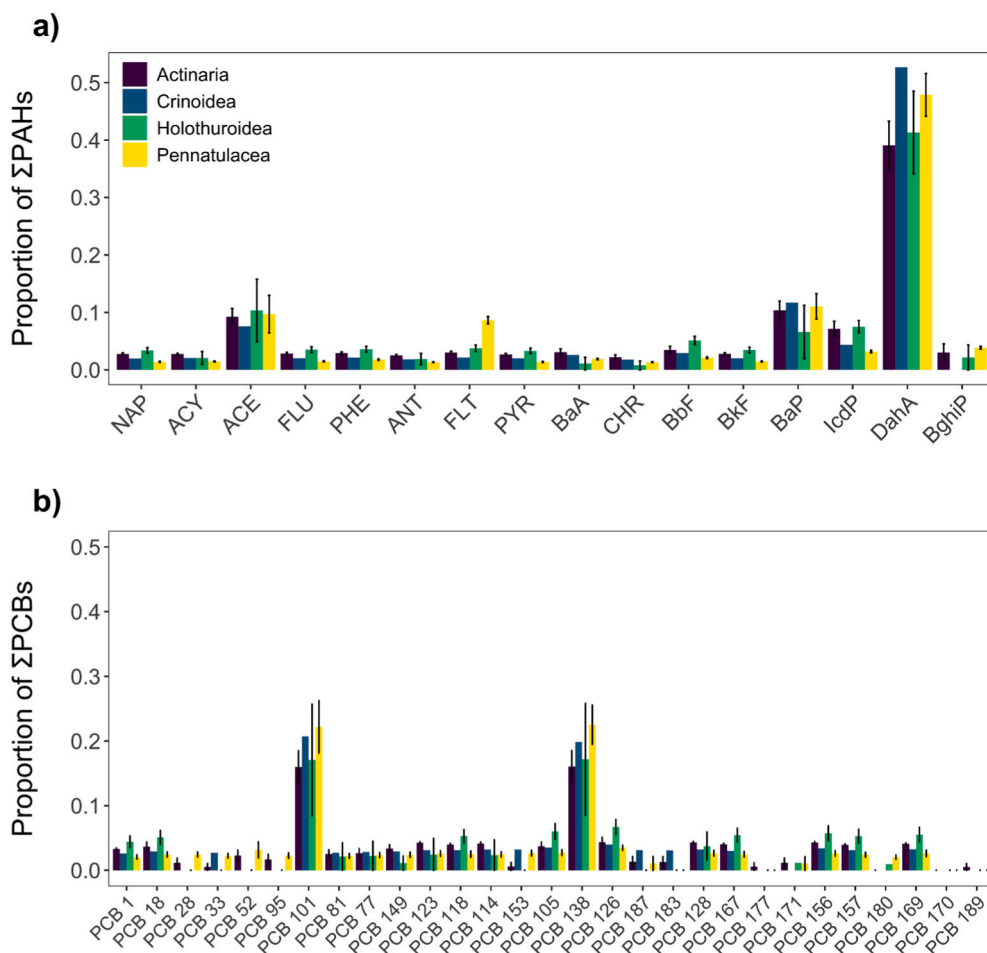 a)
Proportion of ΣPAHs
0.5
0.4
0.3
0.2
0.1
0.0
Actinaria
Crinoidea
Holothuroidea
Pennatulacea
NAP
ACY
ACE
FLU
PHE
ANT
FLT
PYR
BaA
CHR
BbF
BkF
BaP
IcdP
DahA
BghiP
b)
Proportion of ΣPCBs
0.5
0.4
0.3
0.2
0.1
0.0
PCB 1
PCB 18
PCB 28
PCB 33
PCB 52
PCB 95
PCB 101
PCB 81
PCB 77
PCB 149
PCB 123
PCB 118
PCB 114
PCB 153
PCB 105
PCB 138
PCB 126
PCB 187
PCB 183
PCB 128
PCB 167
PCB 177
PCB 171
PCB 156
PCB 157
PCB 180
PCB 169
PCB 170
PCB 189